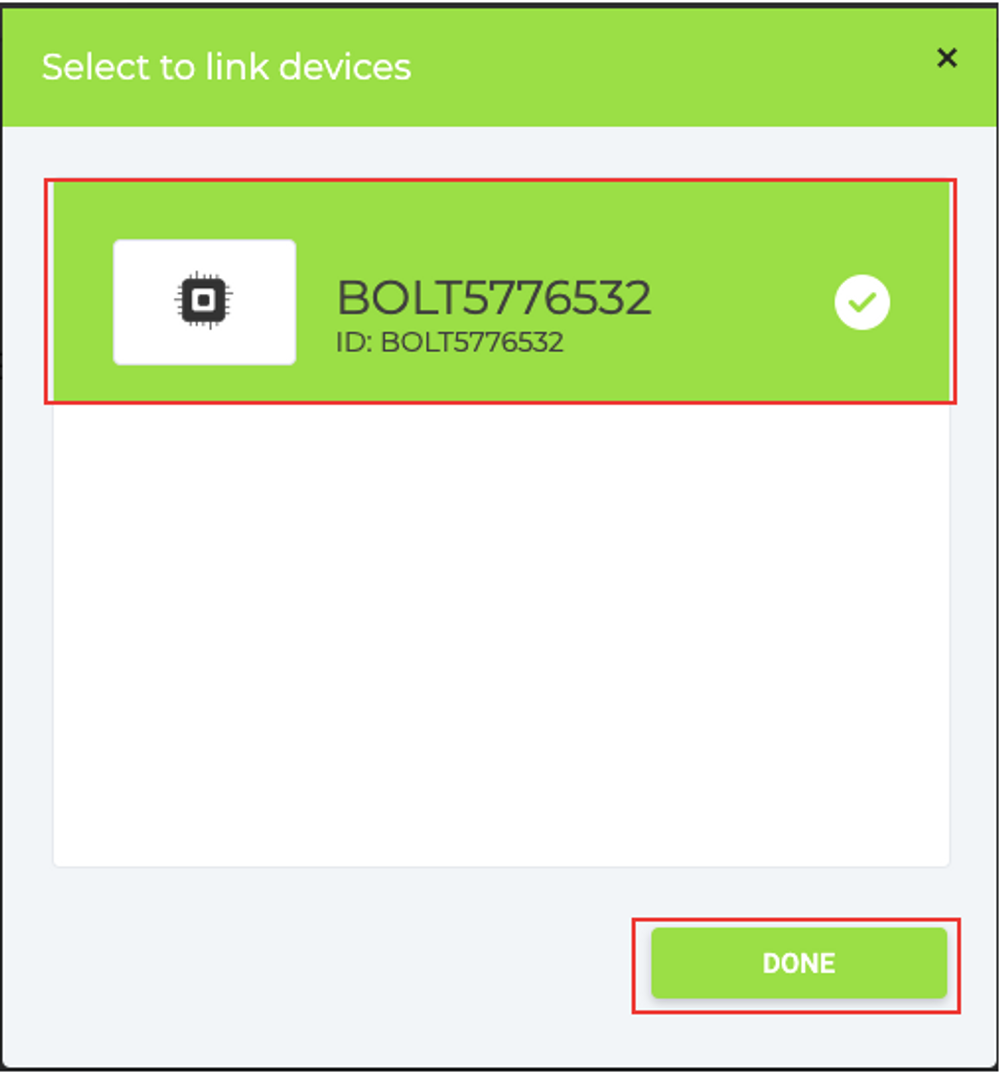 Select to link devices
BOLT5776532
ID: BOLT5776532
DONE